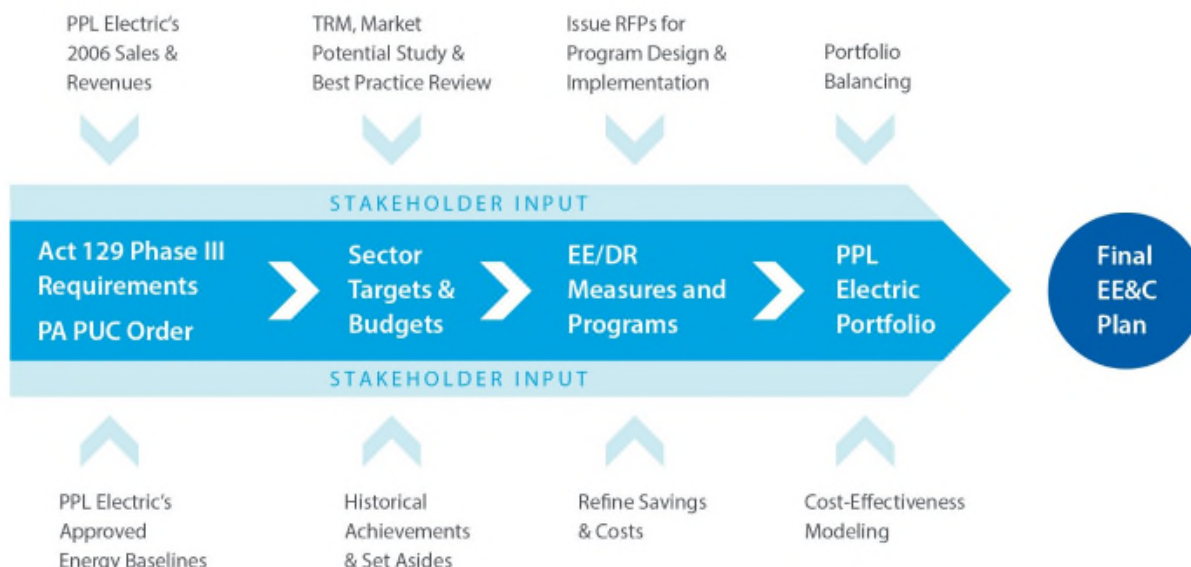 PPL Electric's
2006 Sales &
Revenues
TRM, Market
Potential Study &
Best Practice Review
Issue RFPs for
Program Design &
Implementation
Portfolio
Balancing
STAKEHOLDER INPUT
Act 129 Phase III
Requirements
PA PUC Order
Sector
Targets &
Budgets
EE/DR
Measures and
Programs
PPL
Electric
Portfolio
Final
EE&C
Plan
STAKEHOLDER INPUT
PPL Electric's
Approved
Energy Baselines
Historical
Achievements
& Set Asides
Refine Savings
& Costs
Cost-Effectiveness
Modeling